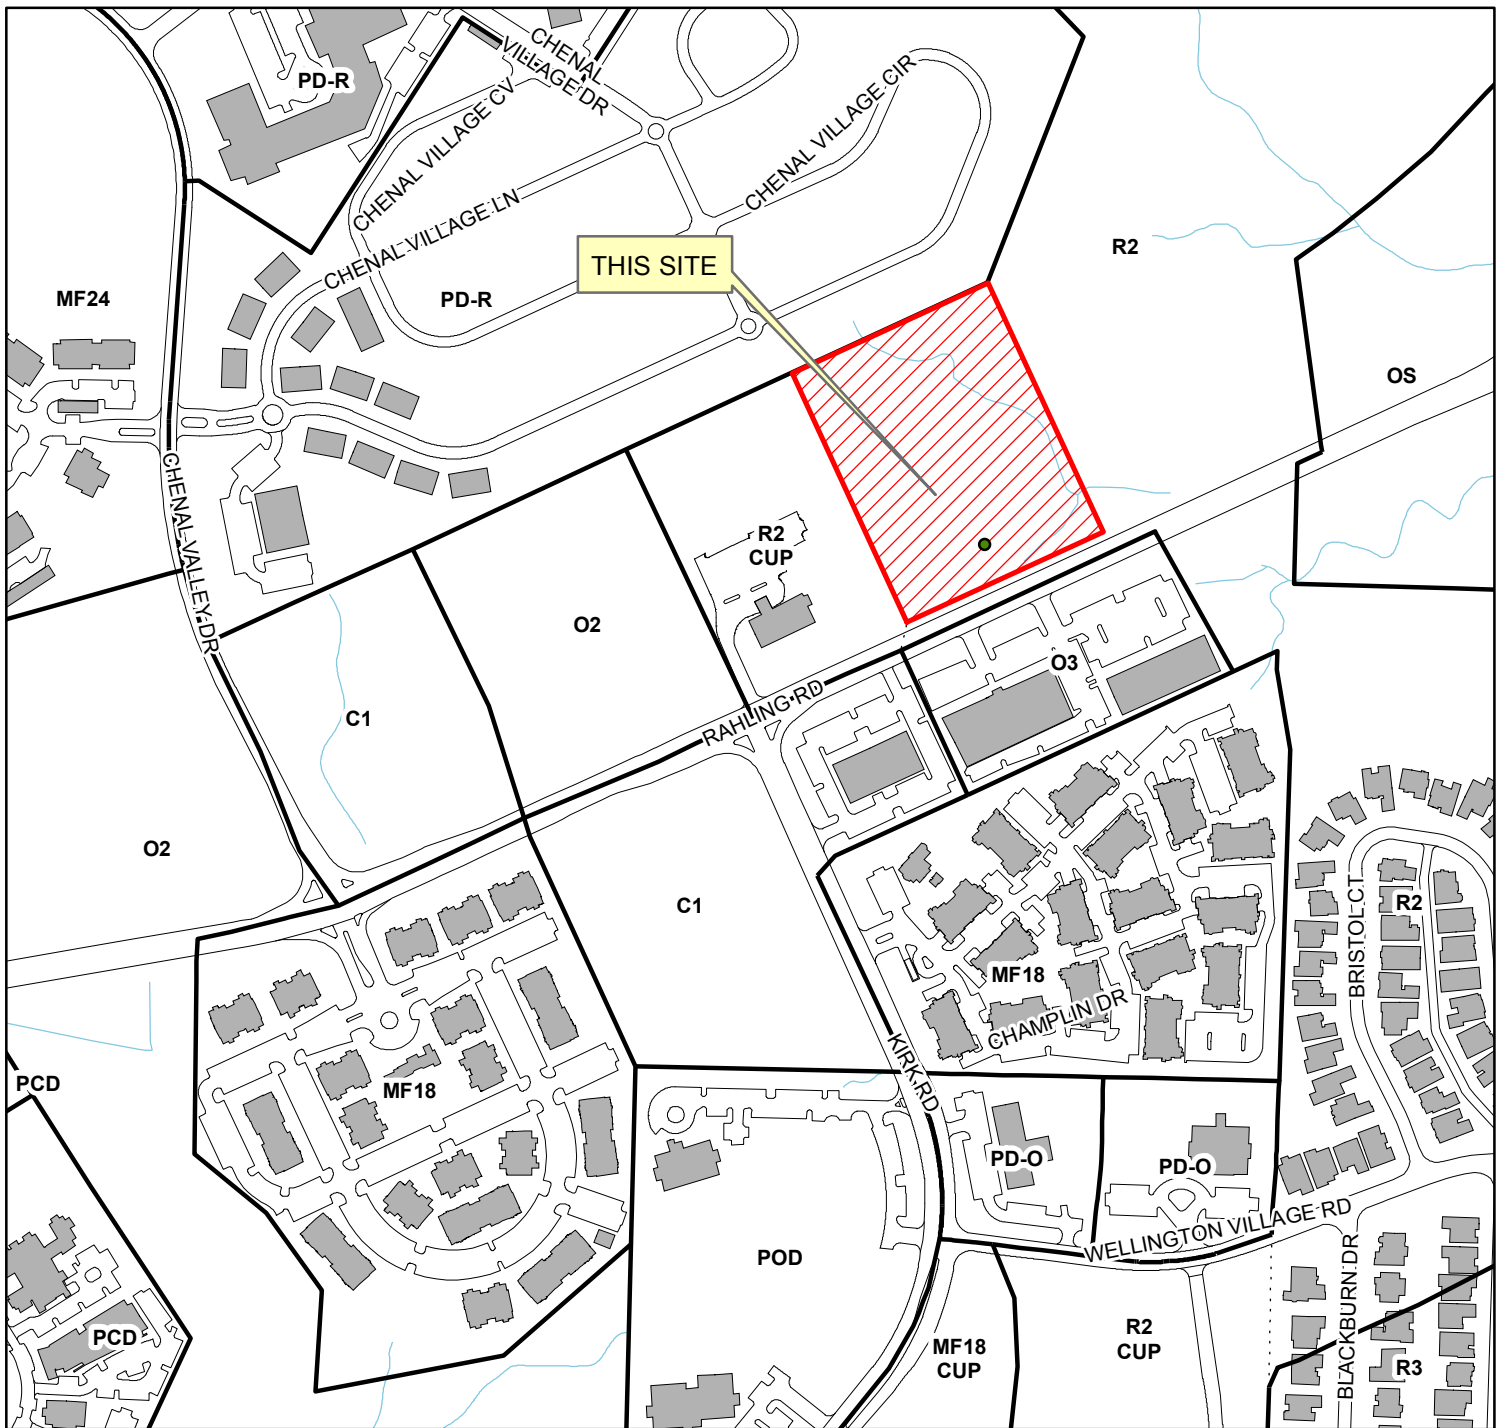 CHENAL
VILLAGE DR
PD-R
CHENAL VILLAGE CV
CHENAL VILLAGE CIR
CHENAL VILLAGE LN
R2
THIS SITE
MF24
PD-R
OS
CHENAL VALLEY DR
R2
CUP
O2
O3
C1
RAHLING RD
O2
C1
R2
BRISTOL CT
MF18
CHAMPLIN DR
KIRK RD
PCD
MF18
PD-O
PD-O
WELLINGTON VILLAGE RD
POD
BLACKBURN DR
PCD
MF18
CUP
R2
CUP
R3